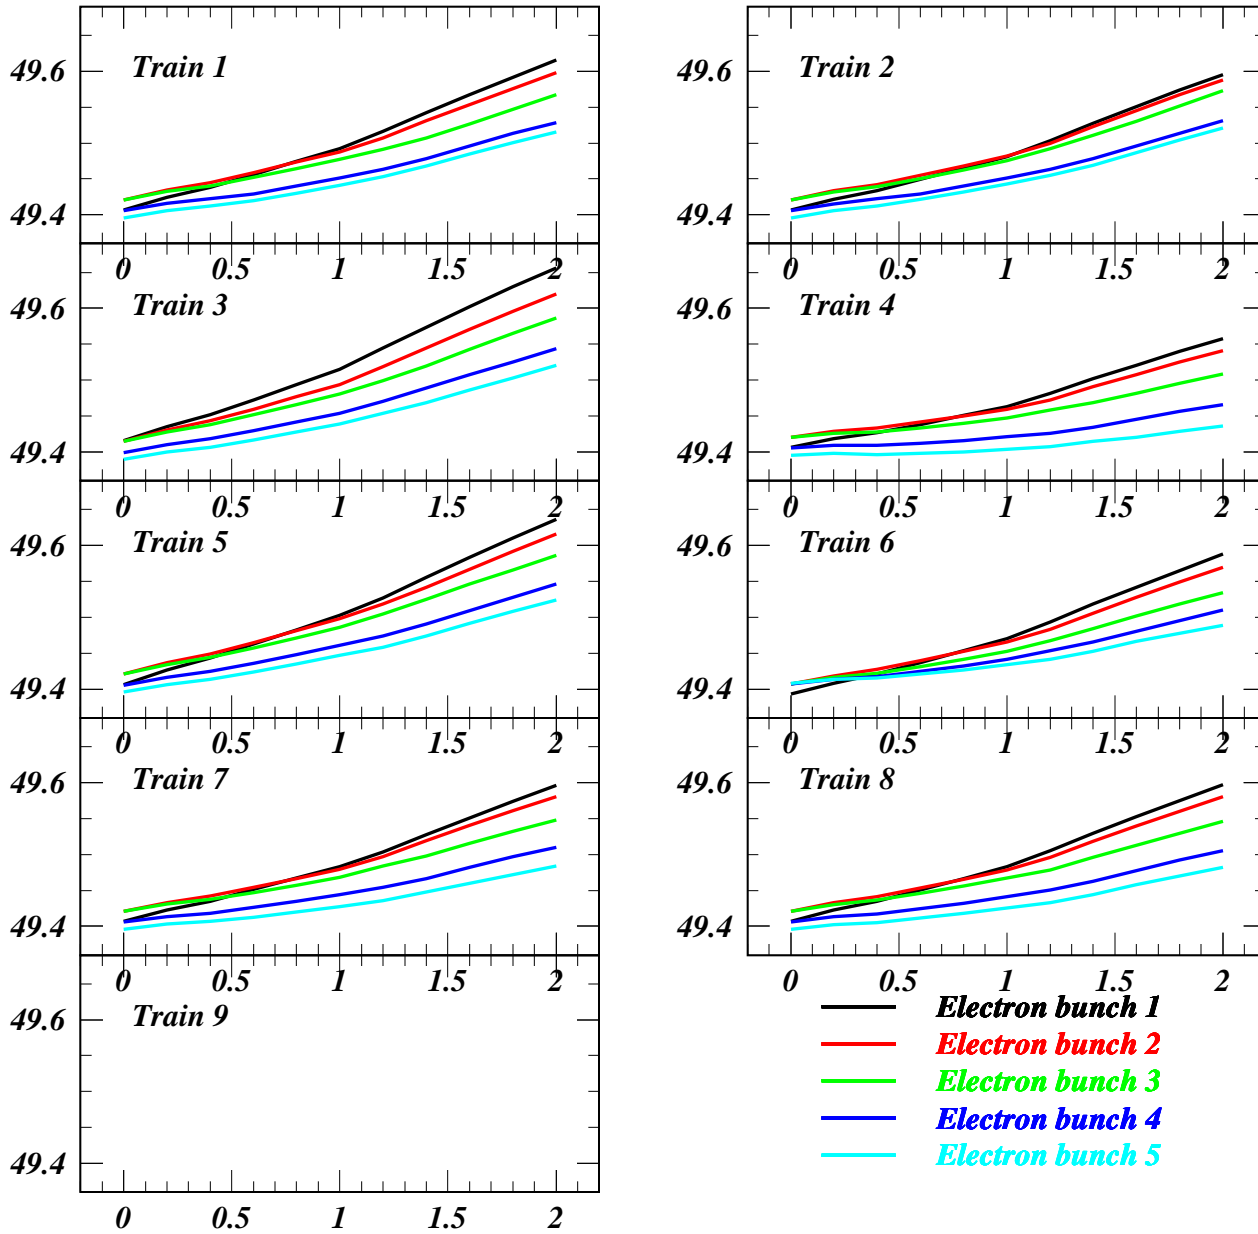 Train 1
49.6
49.4
Train 2
49.6
49.4
0 0.5 1 1.5 2
0 0.5 1 1.5 2
Train 3
49.6
49.4
Train 4
49.6
49.4
0 0.5 1 1.5 2
0 0.5 1 1.5 2
Train 5
49.6
49.4
Train 6
49.6
49.4
0 0.5 1 1.5 2
0 0.5 1 1.5 2
Train 7
49.6
49.4
Train 8
49.6
49.4
0 0.5 1 1.5 2
0 0.5 1 1.5 2
Train 9
49.6
49.4
0 0.5 1 1.5 2
Electron bunch 1
Electron bunch 2
Electron bunch 3
Electron bunch 4
Electron bunch 5